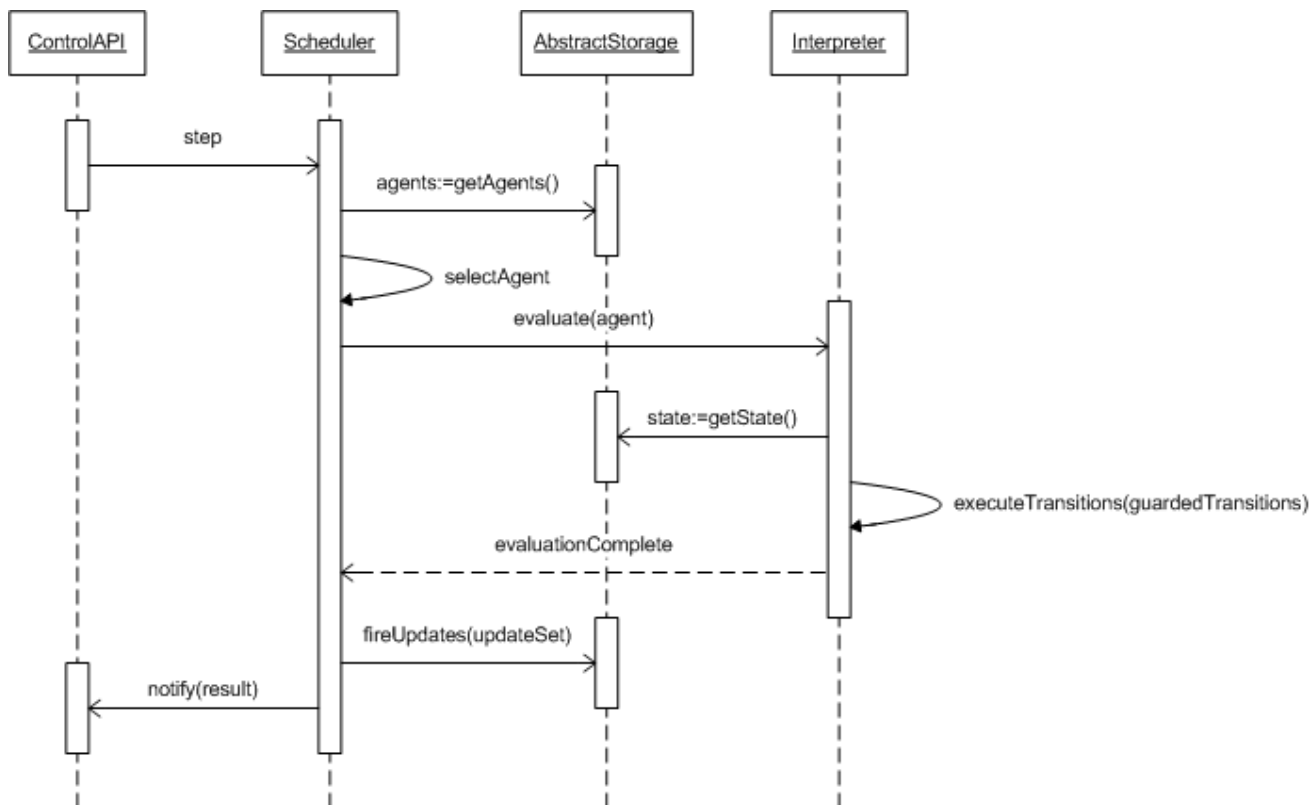 ControlAPI
Scheduler
AbstractStorage
Interpreter
step
agents:=getAgents()
selectAgent
evaluate(agent)
state:=getState()
executeTransitions(guardedTransitions)
evaluationComplete
fireUpdates(updateSet)
notify(result)